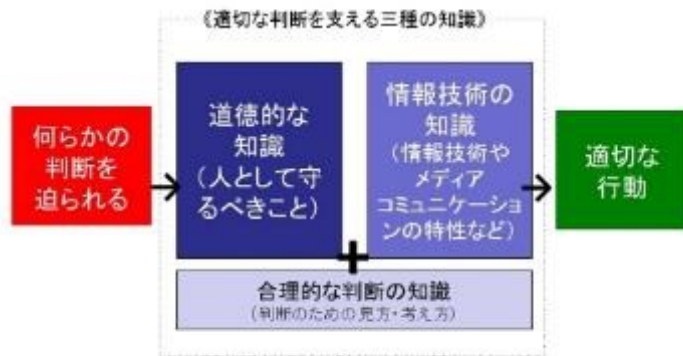 《適切な判断を支える三種の知識》
何らかの
判断を
迫られる
道徳的な
知識
(人として守
るべきこと)
情報技術の
知識
(情報技術や
メディア
コミュニケーショ
ンの特性など)
適切な
行動
+
合理的な判断の知識
(判断のための見方・考え方)